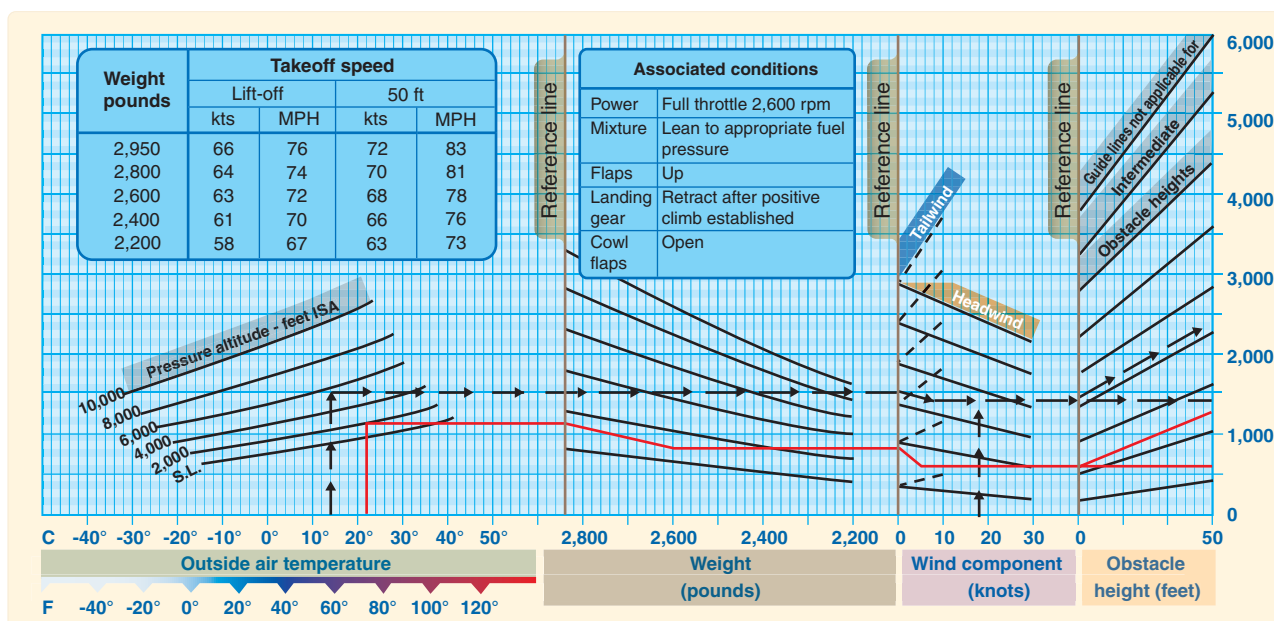 Weight pounds
Takeoff speed
Lift-off 50 ft
kts MPH kts MPH
2,950 66 76 72 83
2,800 64 74 70 81
2,600 63 72 68 78
2,400 61 70 66 76
2,200 58 67 63 73
Reference line
Associated conditions
Power Full throttle 2,600 rpm
Mixture Lean to appropriate fuel
pressure
Flaps Up
Landing Retract after positive
gear climb established
Cowl Open
flaps
Reference line
Tailwind
Headwind
Reference line
Guide lines not applicable for
Intermediate
Obstacle heights
6,000
5,000
4,000
3,000
2,000
1,000
0
Pressure altitude - feet ISA
10,000
8,000
6,000
4,000
2,000
S.L.
C -40° -30° -20° -10° 0 10° 20° 30° 40° 50° 2,800 2,600 2,400 2,200 0 10 20 30 0 50
Outside air temperature
F -40° -20° 0° 20° 40° 60° 80° 100° 120°
Weight
(pounds)
Wind component
(knots)
Obstacle
height (feet)